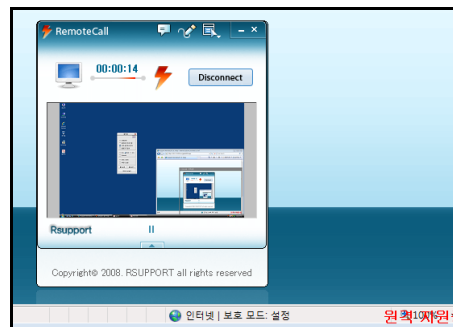 RemoteCall
00:00:14
Disconnect
Rsupport
Copyright© 2008. RSUPPORT all rights reserved
인터넷 | 보호 모드: 설정
100%
원격 지원